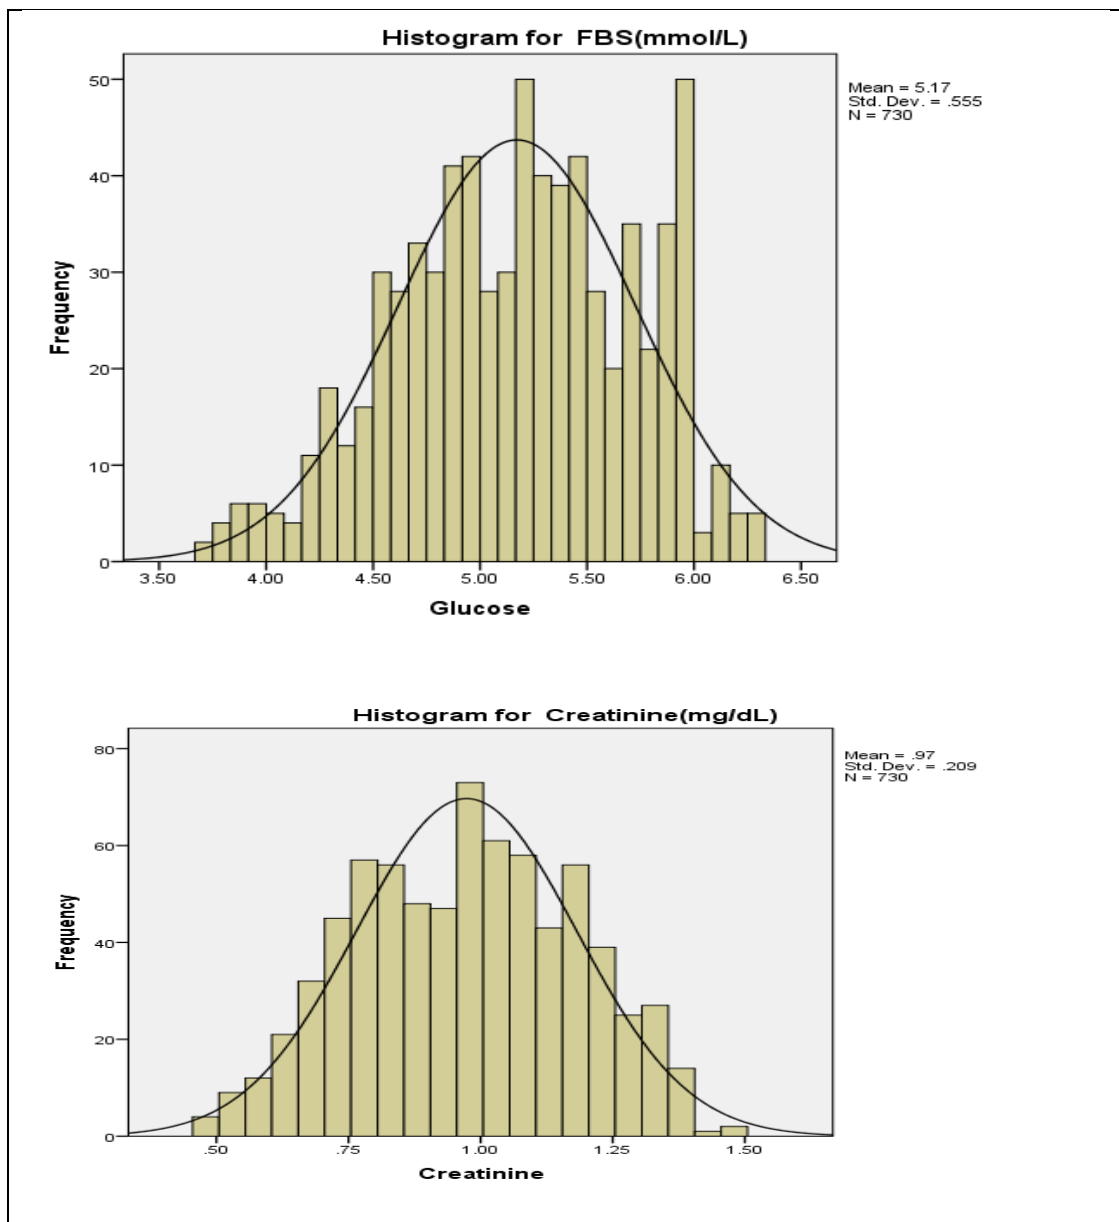 Histogram for FBS(mmol/L)
Mean = 5.17
Std. Dev. = .555
N = 730
50
40
30
20
10
0
Frequency
3.50 4.00 4.50 5.00 5.50 6.00 6.50
Glucose
Histogram for Creatinine(mg/dL)
Mean = .97
Std. Dev. = .209
N = 730
80
60
40
20
0
Frequency
.50 .75 1.00 1.25 1.50
Creatinine